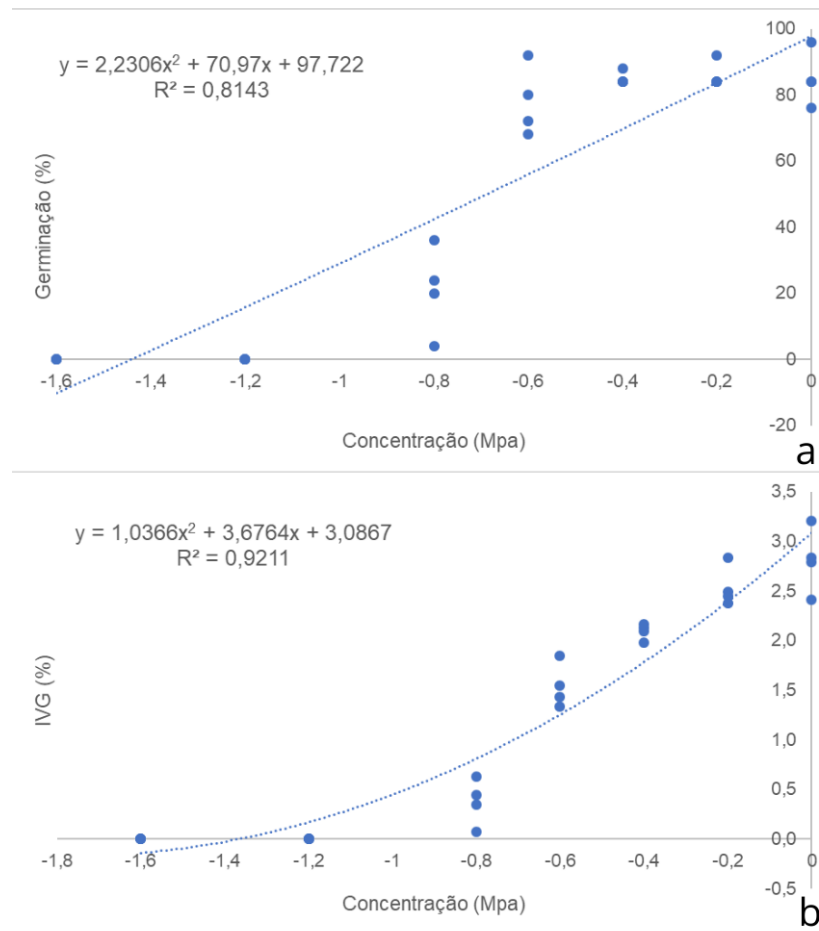 y = 2,2306x² + 70,97x + 97,722
R² = 0,8143
Germinação (%)
100
80
60
40
20
0
-20
-1,6 -1,4 -1,2 -1 -0,8 -0,6 -0,4 -0,2 0
Concentração (Mpa)
a
y = 1,0366x² + 3,6764x + 3,0867
R² = 0,9211
IVG (%)
3,5
3,0
2,5
2,0
1,5
1,0
0,5
0,0
-0,5
-1,8 -1,6 -1,4 -1,2 -1 -0,8 -0,6 -0,4 -0,2 0
Concentração (Mpa)
b